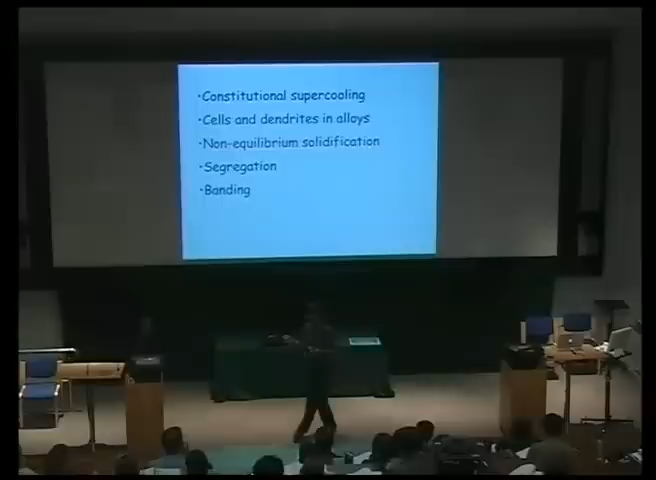 ·Constitutional supercooling
·Cells and dendrites in alloys
·Non-equilibrium solidification
·Segregation
·Banding